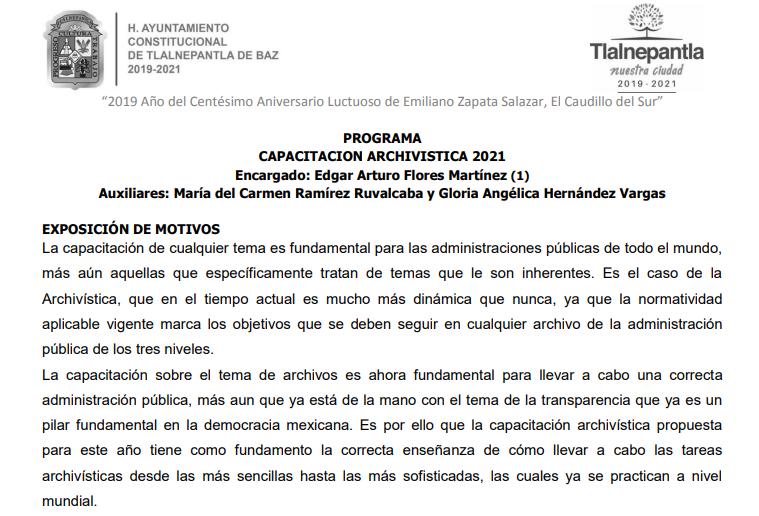 H. AYUNTAMIENTO
CONSTITUCIONAL
DE TLALNEPANTLA DE BAZ
2019-2021
TLALNEPANTLA
PROGRESO
CULTURA
TRABAJO
Tlalnepantla
nuestra ciudad
2019 - 2021
“2019 Año del Centésimo Aniversario Luctuoso de Emiliano Zapata Salazar, El Caudillo del Sur”
PROGRAMA
CAPACITACION ARCHIVISTICA 2021
Encargado: Edgar Arturo Flores Martínez (1)
Auxiliares: María del Carmen Ramírez Ruvalcaba y Gloria Angélica Hernández Vargas
EXPOSICIÓN DE MOTIVOS
La capacitación de cualquier tema es fundamental para las administraciones públicas de todo el mundo,
más aún aquellas que específicamente tratan de temas que le son inherentes. Es el caso de la
Archivística, que en el tiempo actual es mucho más dinámica que nunca, ya que la normatividad
aplicable vigente marca los objetivos que se deben seguir en cualquier archivo de la administración
pública de los tres niveles.
La capacitación sobre el tema de archivos es ahora fundamental para llevar a cabo una correcta
administración pública, más aun que ya está de la mano con el tema de la transparencia que ya es un
pilar fundamental en la democracia mexicana. Es por ello que la capacitación archivística propuesta
para este año tiene como fundamento la correcta enseñanza de cómo llevar a cabo las tareas
archivísticas desde las más sencillas hasta las más sofisticadas, las cuales ya se practican a nivel
mundial.